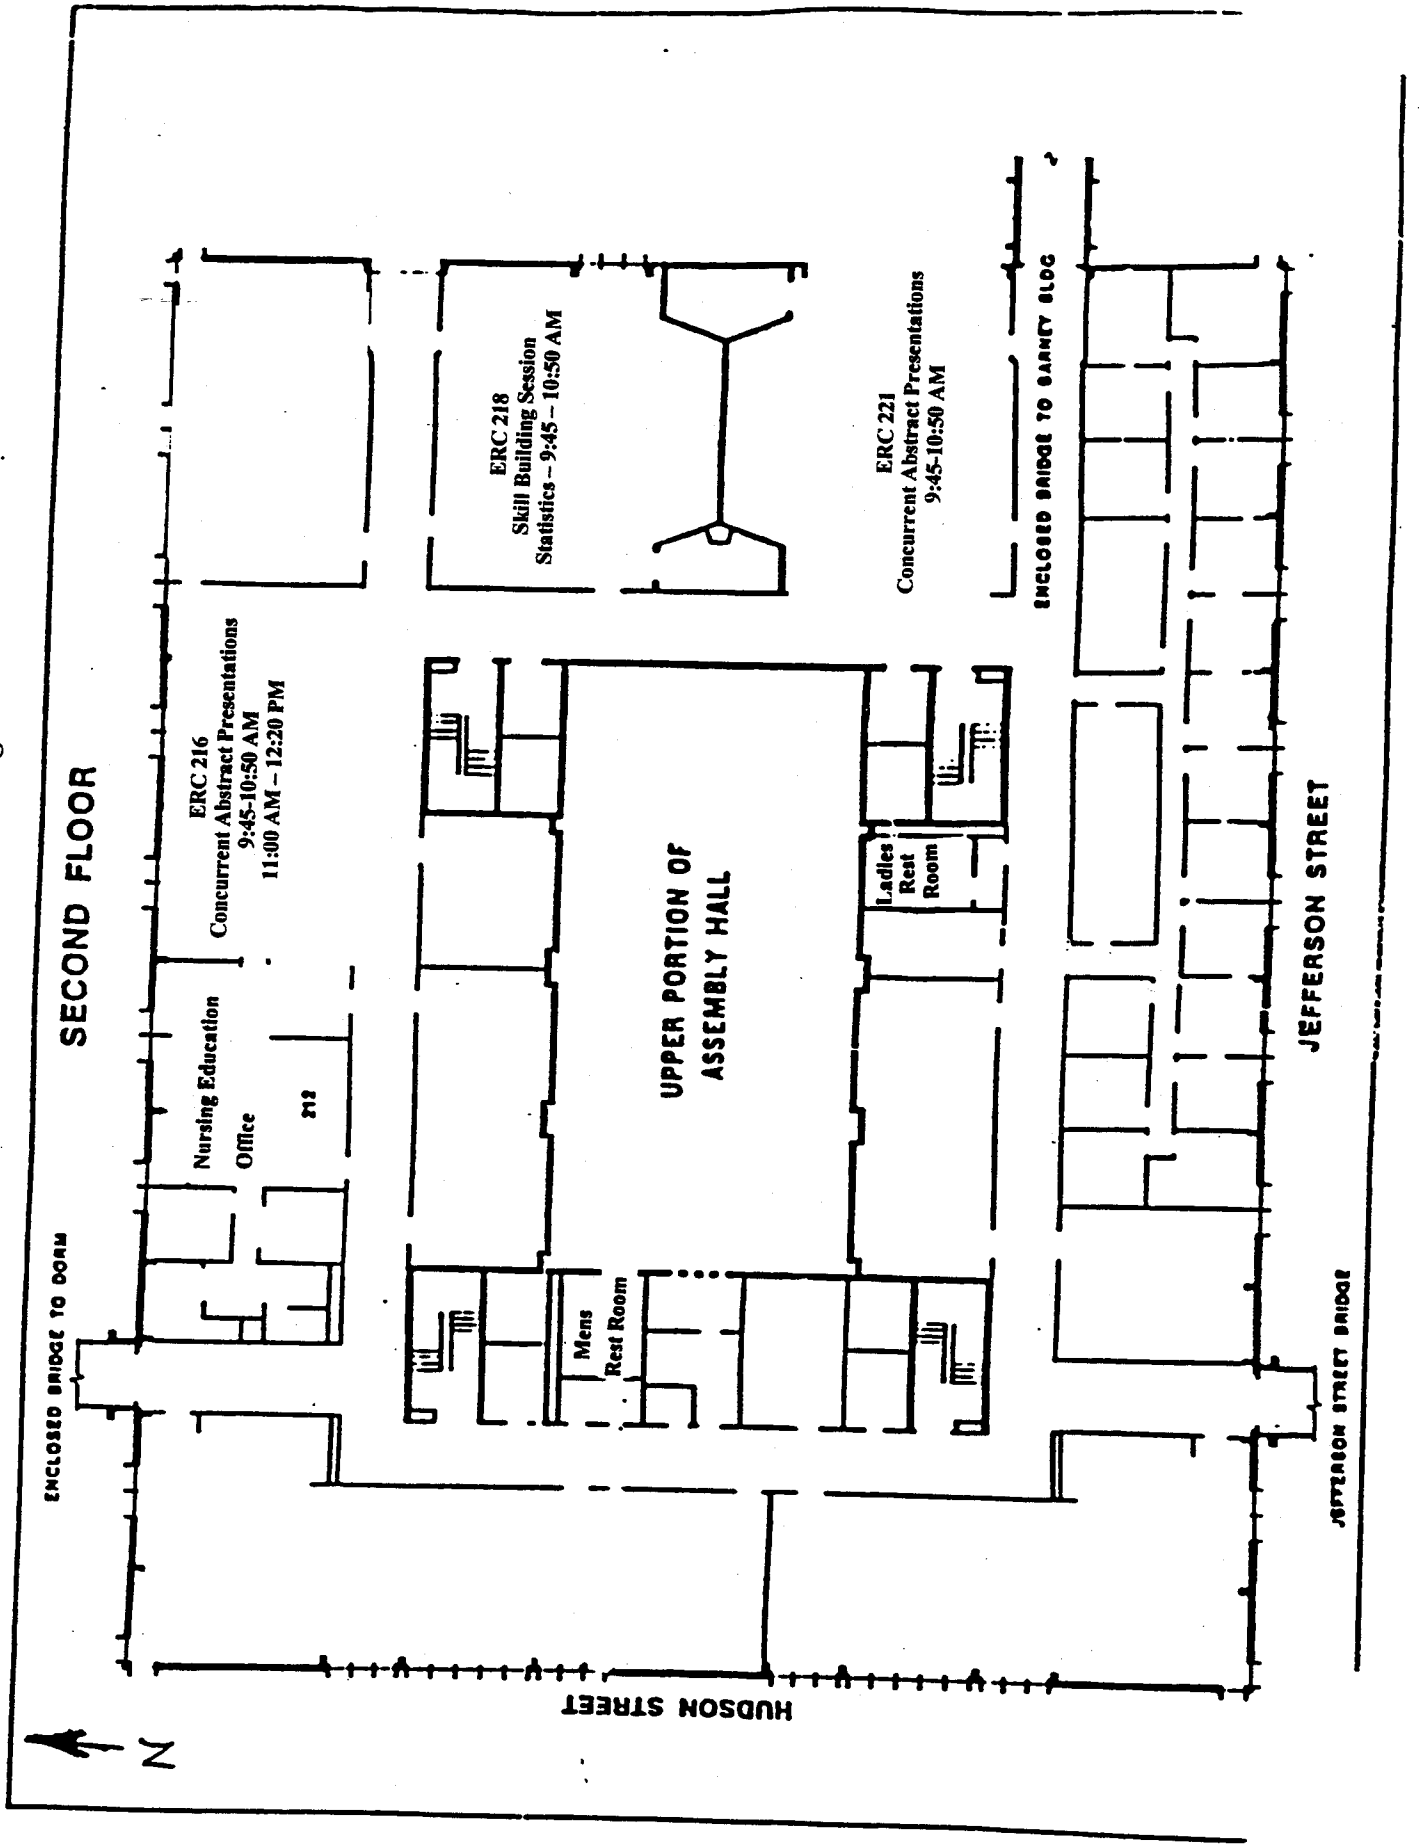 SECOND FLOOR
ENCLOSED BRIDGE TO DORM
Nursing Education
Office
212
ERC 216
Concurrent Abstract Presentations
9:45-10:50 AM
11:00 AM – 12:20 PM
ERC 218
Skill Building Session
Statistics – 9:45 – 10:50 AM
Mens
Rest Room
UPPER PORTION OF
ASSEMBLY HALL
Ladies
Rest
Room
ERC 221
Concurrent Abstract Presentations
9:45-10:50 AM
ENCLOSED BRIDGE TO BARNEY BLDG
JEFFERSON STREET
JEFFERSON STREET BRIDGE
HUDSON STREET
N